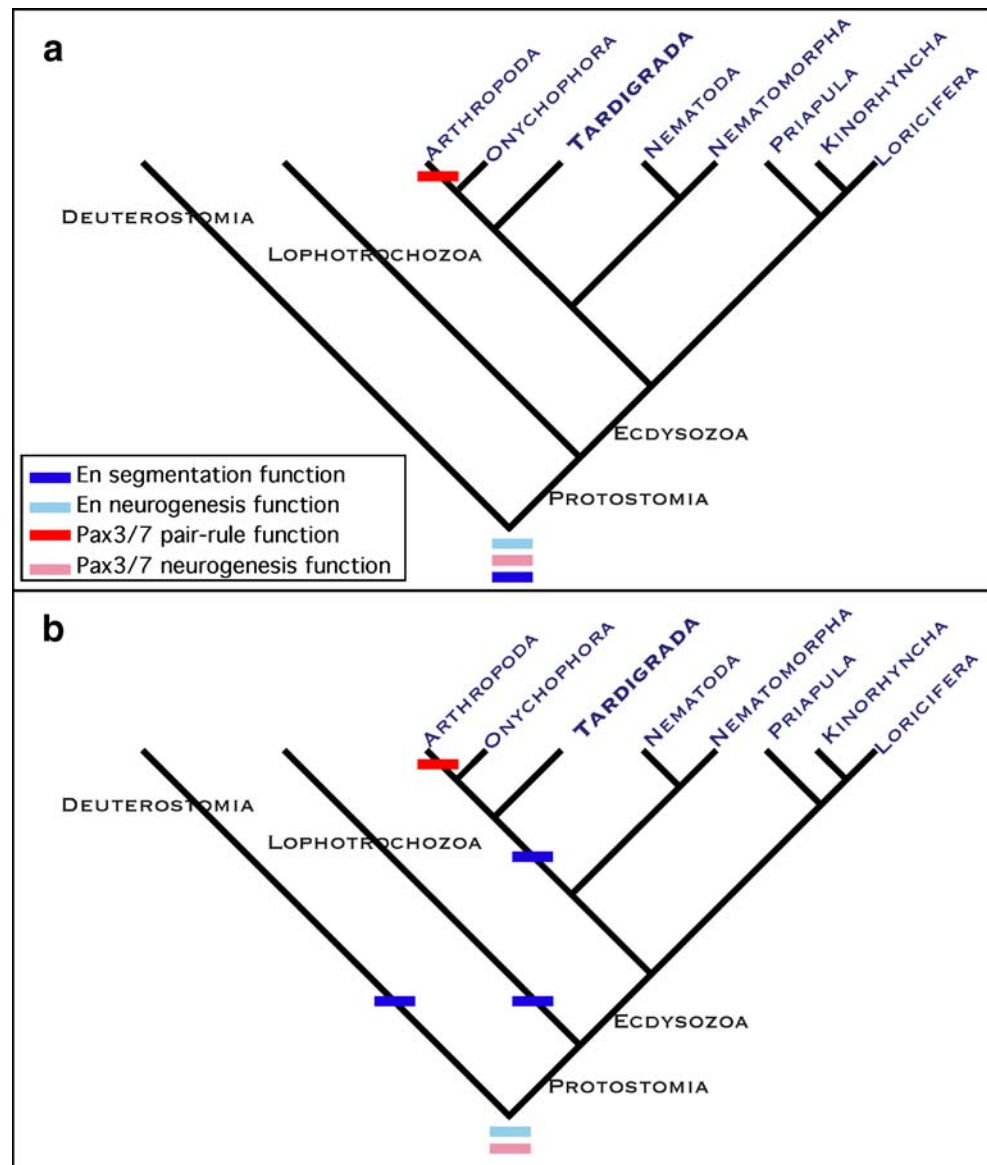 a
ARTHROPODA
ONYCHOPHORA
TARDIGRADA
NEMATODA
NEMATOMORPHA
PRIAPULA
KINORHYNCHA
LORICIFERA
DEUTEROSTOMIA
LOPHOTROCHOZOA
ECDYSOZOA
PROTOSTOMIA
En segmentation function
En neurogenesis function
Pax3/7 pair-rule function
Pax3/7 neurogenesis function
b
ARTHROPODA
ONYCHOPHORA
TARDIGRADA
NEMATODA
NEMATOMORPHA
PRIAPULA
KINORHYNCHA
LORICIFERA
DEUTEROSTOMIA
LOPHOTROCHOZOA
ECDYSOZOA
PROTOSTOMIA